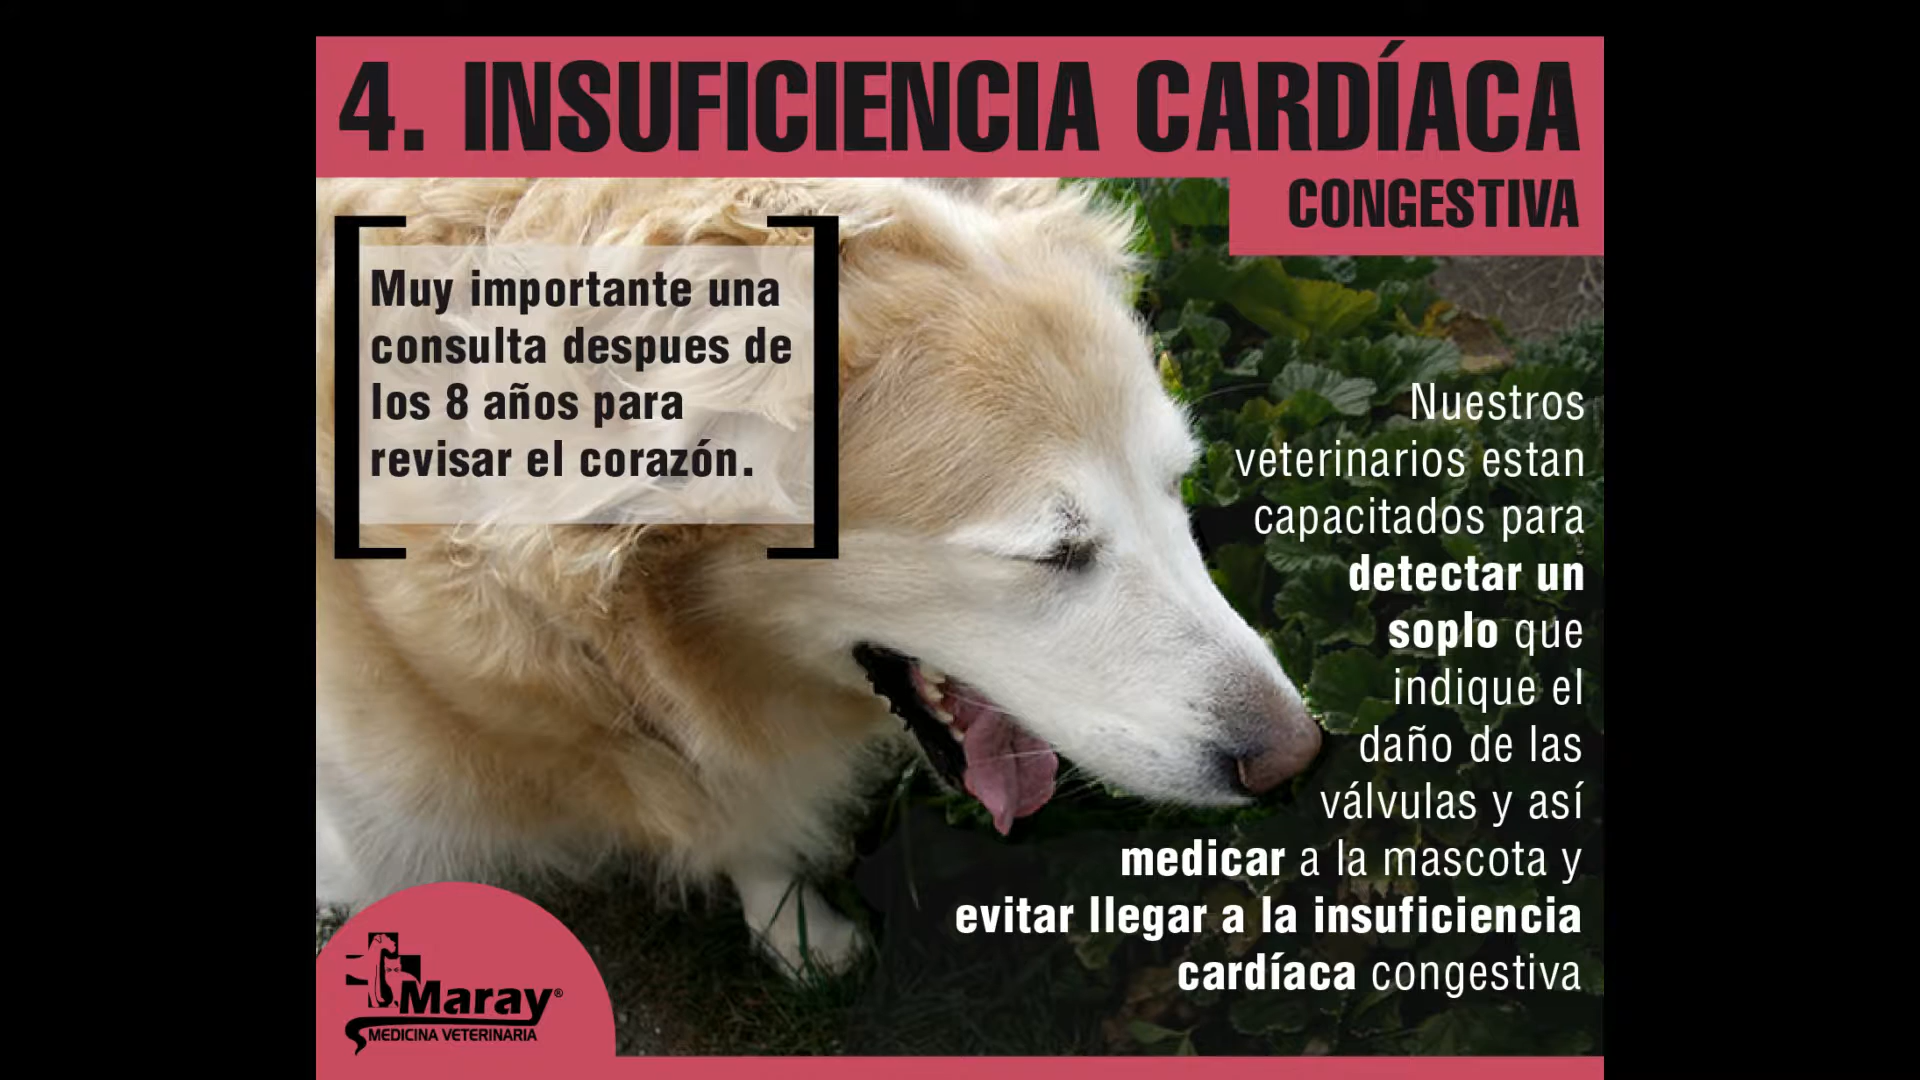 4. INSUFICIENCIA CARDÍACA
CONGESTIVA
Muy importante una
consulta despues de
los 8 años para
revisar el corazón.
Nuestros
veterinarios estan
capacitados para
detectar un
soplo que
indique el
daño de las
válvulas y así
medicar a la mascota y
evitar llegar a la insuficiencia
cardíaca congestiva
Maray®
MEDICINA VETERINARIA